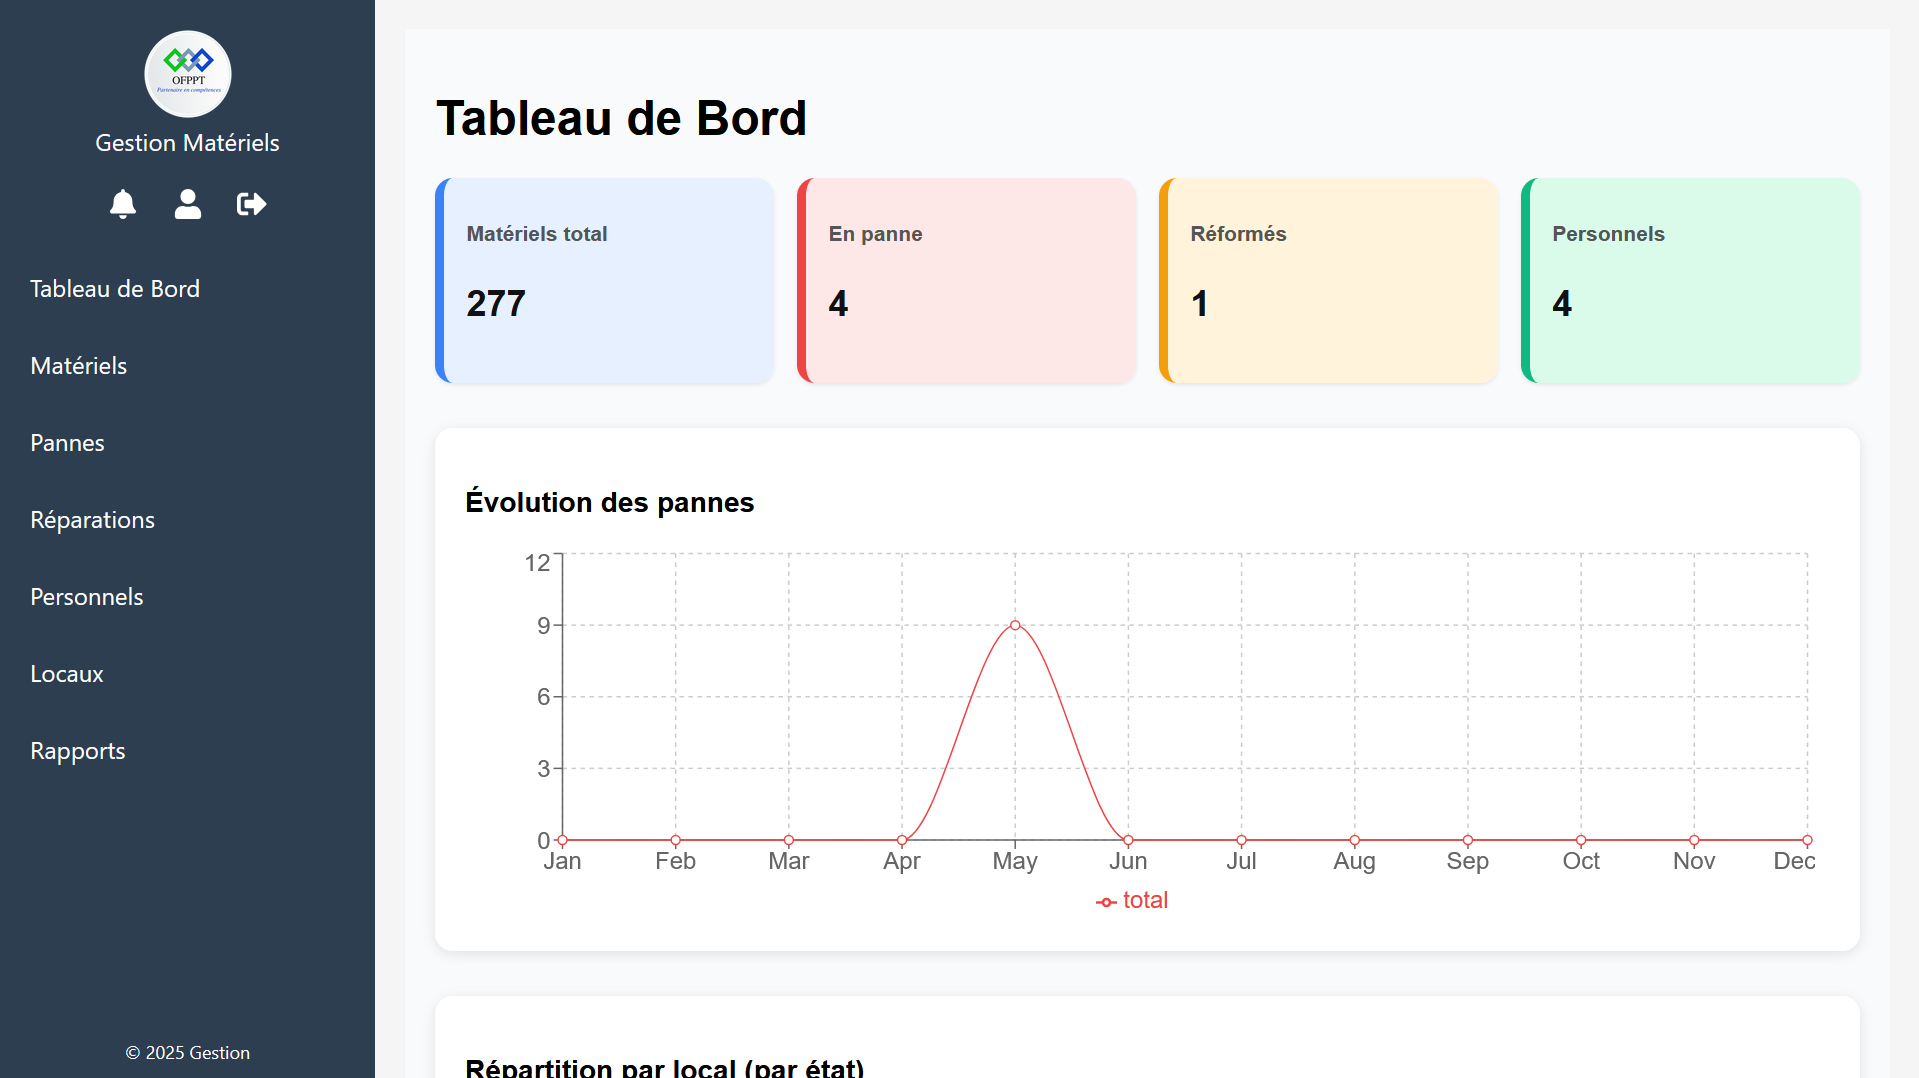 OFPPT
Partenaire en compétences
Gestion Matériels
Tableau de Bord
Matériels
Pannes
Réparations
Personnels
Locaux
Rapports
© 2025 Gestion
Tableau de Bord
Matériels total
277
En panne
4
Réformés
1
Personnels
4
Évolution des pannes
12
9
6
3
0
Jan Feb Mar Apr May Jun Jul Aug Sep Oct Nov Dec
total
Répartition par local (par état)